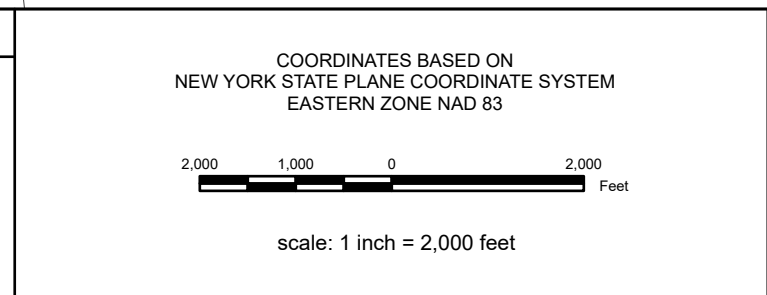 COORDINATES BASED ON
NEW YORK STATE PLANE COORDINATE SYSTEM
EASTERN ZONE NAD 83
2,000 1,000 0 2,000
Feet
scale: 1 inch = 2,000 feet